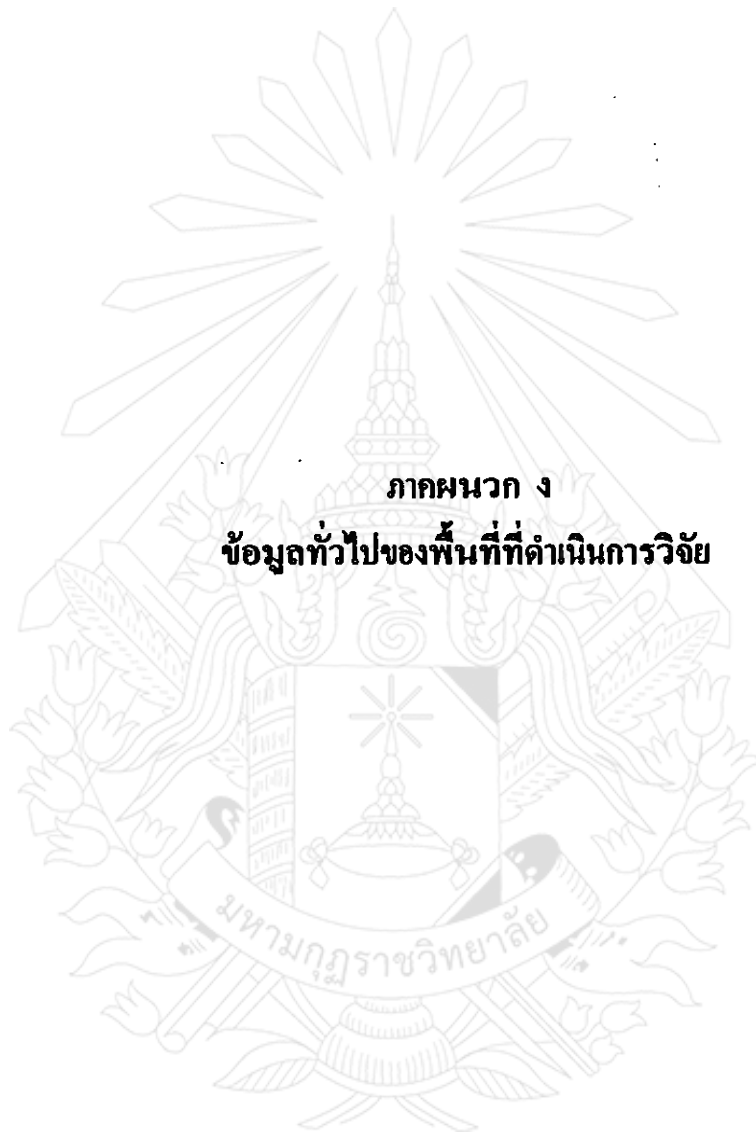 ภาคผนวก ง
ข้อมูลทั่วไปของพื้นที่ที่ดำเนินการวิจัย
มหามกุฏราชวิทยาลัย